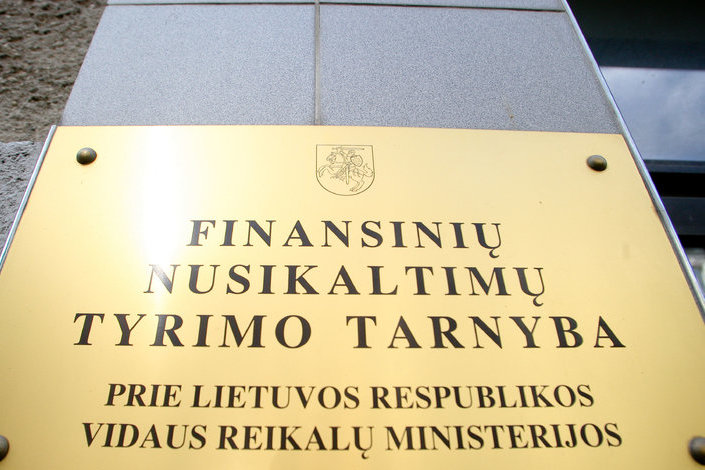 FINANSINIŲ
NUSIKALTIMŲ
TYRIMO TARNYBA
PRIE LIETUVOS RESPUBLIKOS
VIDAUS REIKALŲ MINISTERIJOS